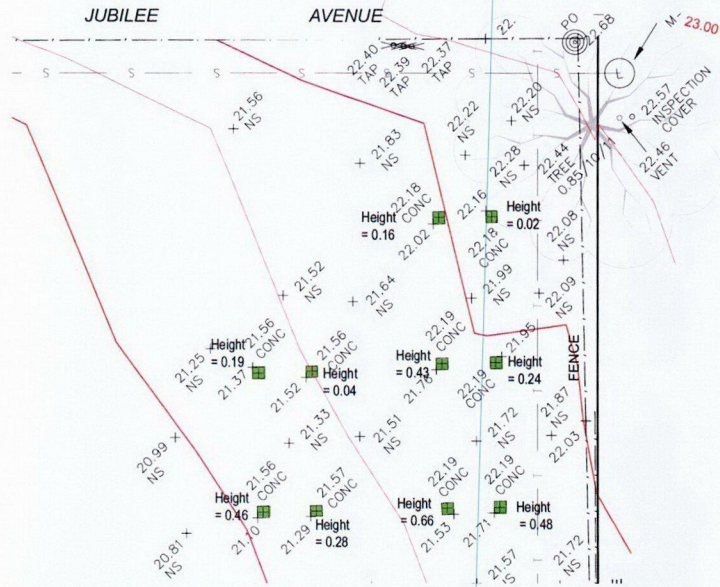 JUBILEE AVENUE
22.
PO
22.68
M-
23.00
22.40
TAP
22.39
TAP
22.37
TAP
S
S
S
S
S
L
21.56
NS
22.22
NS
22.20
NS
22.57
INSPECTION
COVER
21.83
NS
22.28
NS
22.44
TREE
0.85/10/11
22.46
VENT
22.18
CONC
22.16
Height
= 0.16
Height
= 0.02
22.02
22.18
CONC
22.08
NS
21.52
NS
21.64
NS
21.99
NS
22.09
NS
Height
= 0.19
21.56
CONC
21.56
CONC
22.19
CONC
21.95
FENCE
21.25
NS
21.37
21.52
Height
= 0.04
Height
= 0.43
21.76
22.19
CONC
Height
= 0.24
20.99
NS
21.33
NS
21.51
NS
21.72
NS
21.87
NS
22.03
21.56
CONC
21.57
CONC
22.19
CONC
22.19
CONC
Height
= 0.46
21.10
21.29
Height
= 0.28
Height
= 0.66
21.53
21.71
Height
= 0.48
20.81
NS
21.57
NS
21.72
NS